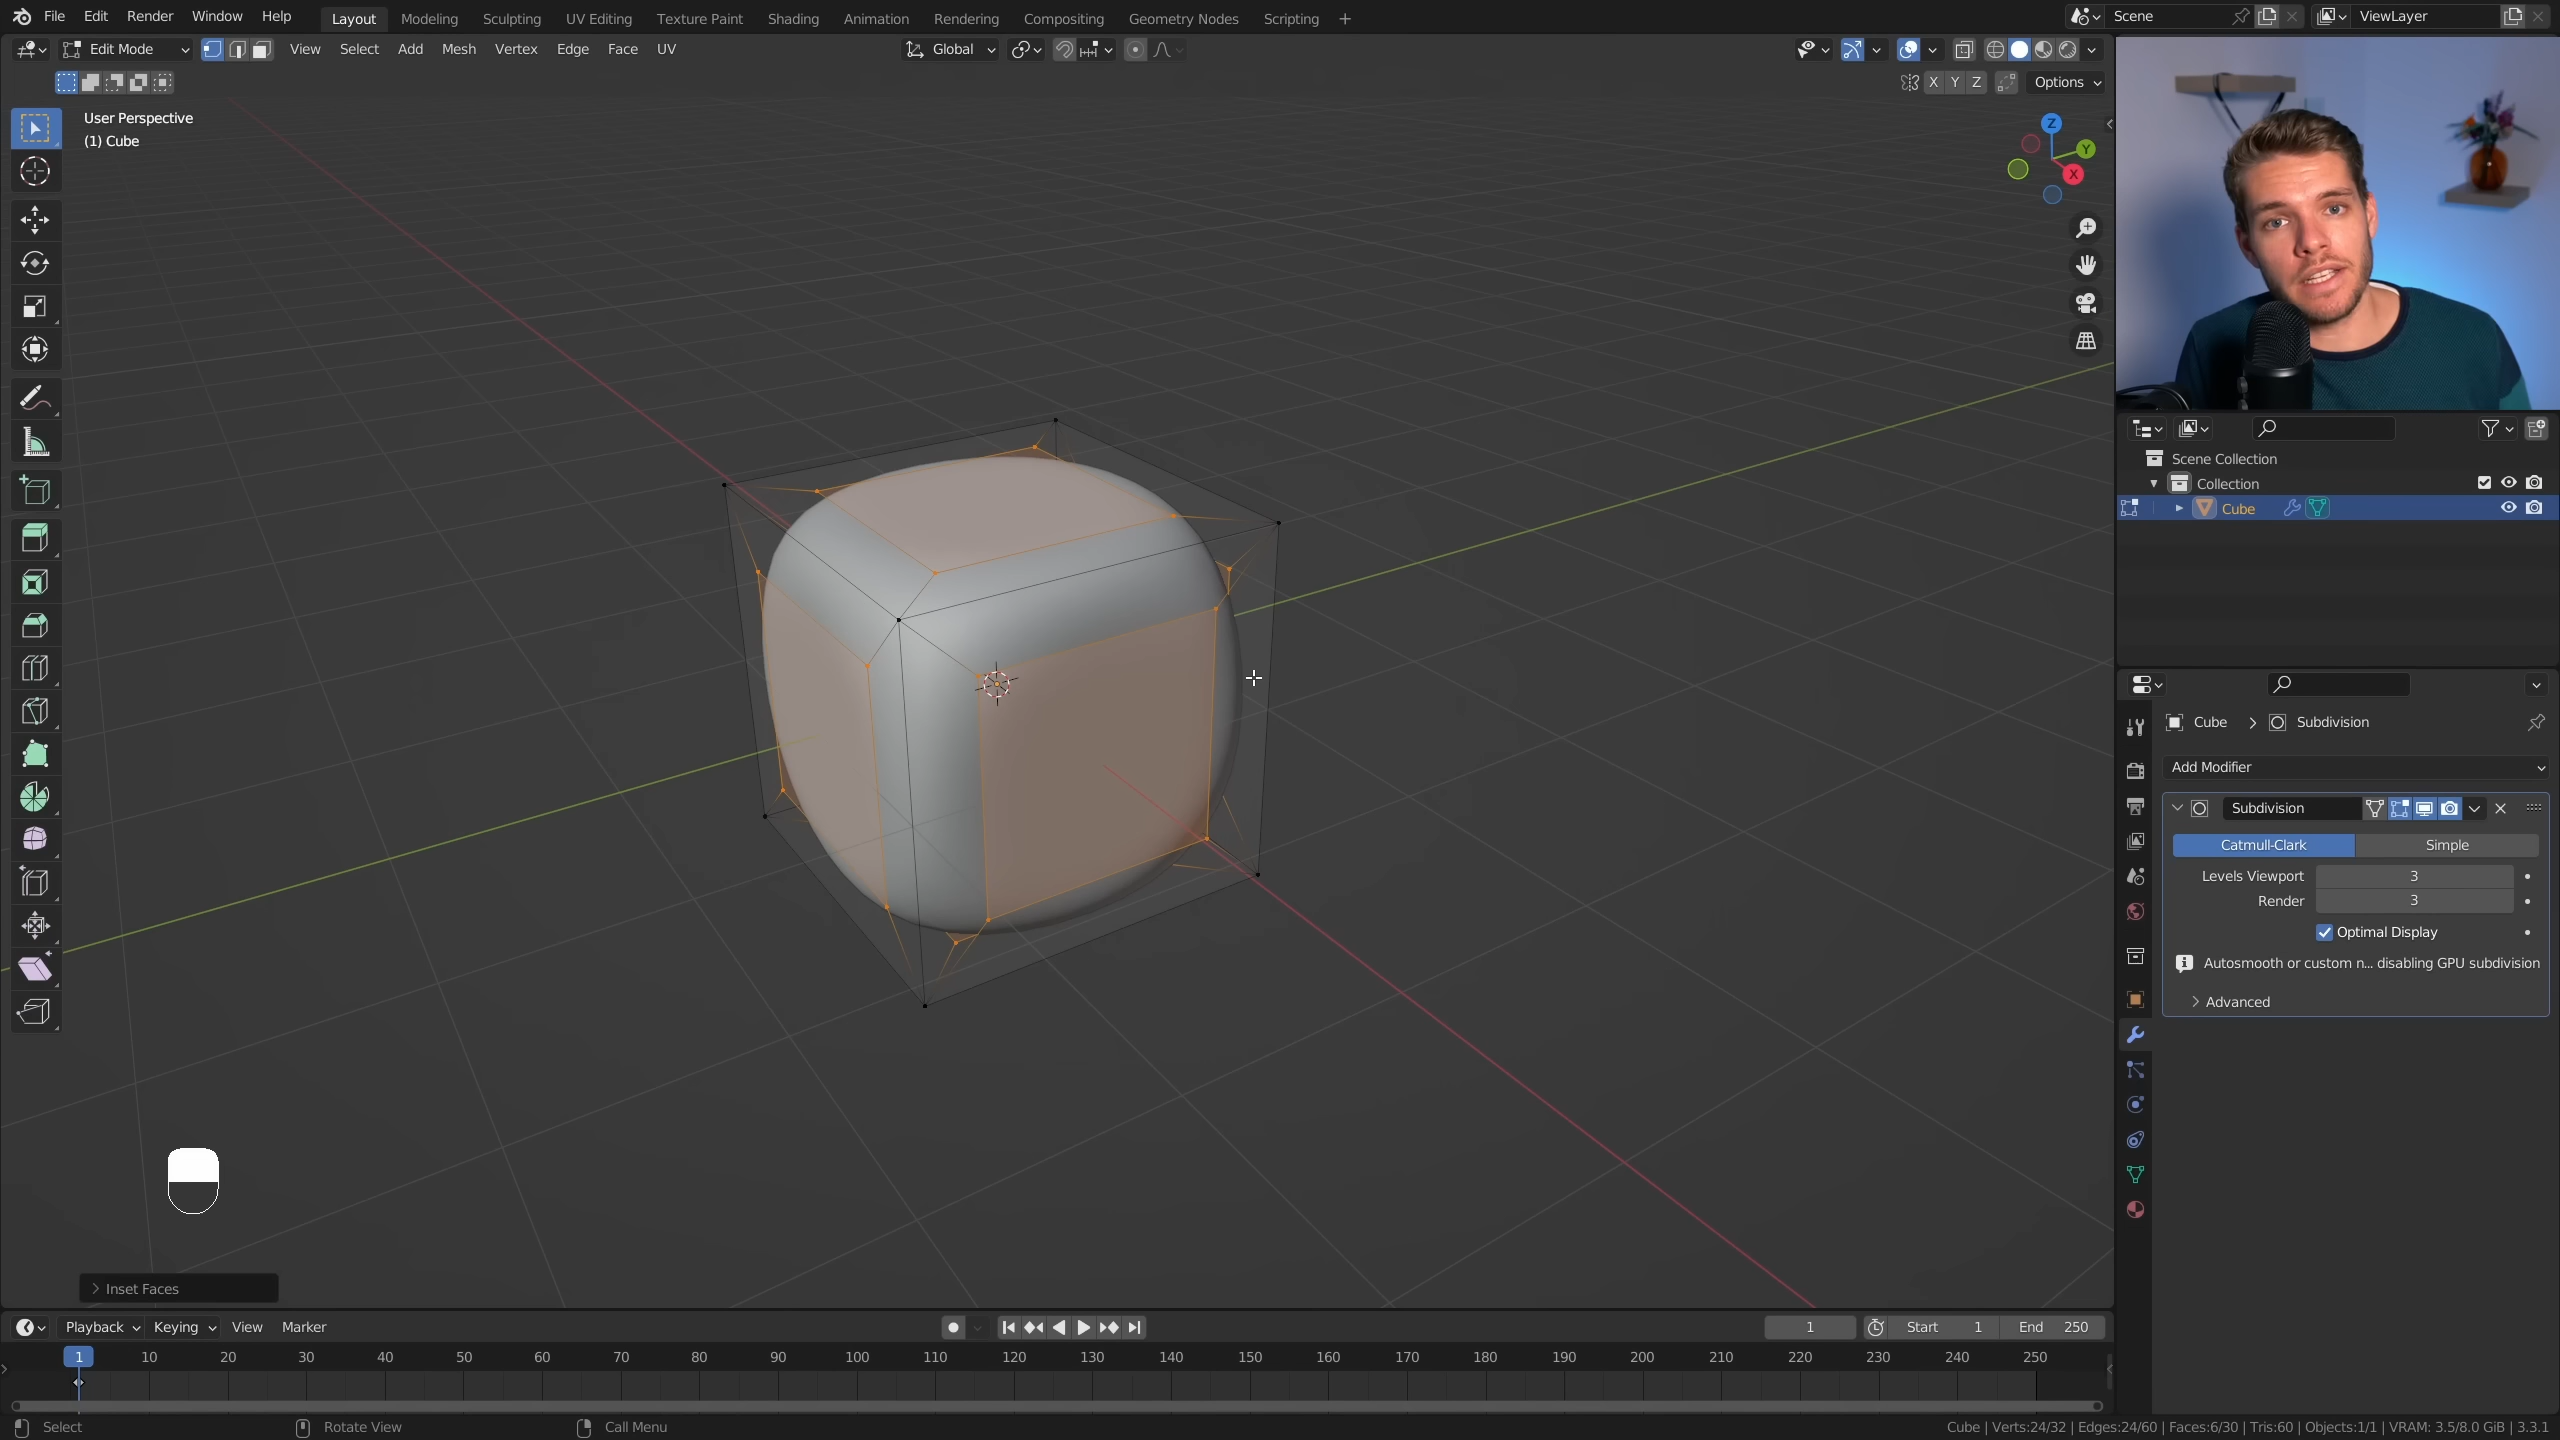 File Edit Render Window Help Layout Modeling Sculpting UV Editing Texture Paint Shading Animation Rendering Compositing Geometry Nodes Scripting + Scene ViewLayer
Edit Mode View Select Add Mesh Vertex Edge Face UV Global
X Y Z Options
User Perspective
(1) Cube
Z
Y
X
Scene Collection
Collection
Cube
Cube > Subdivision
Add Modifier
Subdivision
Catmull-Clark Simple
Levels Viewport 3
Render 3
Optimal Display
Autosmooth or custom n... disabling GPU subdivision
Advanced
Inset Faces
Playback Keying View Marker 1 Start 1 End 250
1 10 20 30 40 50 60 70 80 90 100 110 120 130 140 150 160 170 180 190 200 210 220 230 240 250
Select Rotate View Call Menu Cube | Verts:24/32 | Edges:24/60 | Faces:6/30 | Tris:60 | Objects:1/1 | VRAM: 3.5/8.0 GiB | 3.3.1